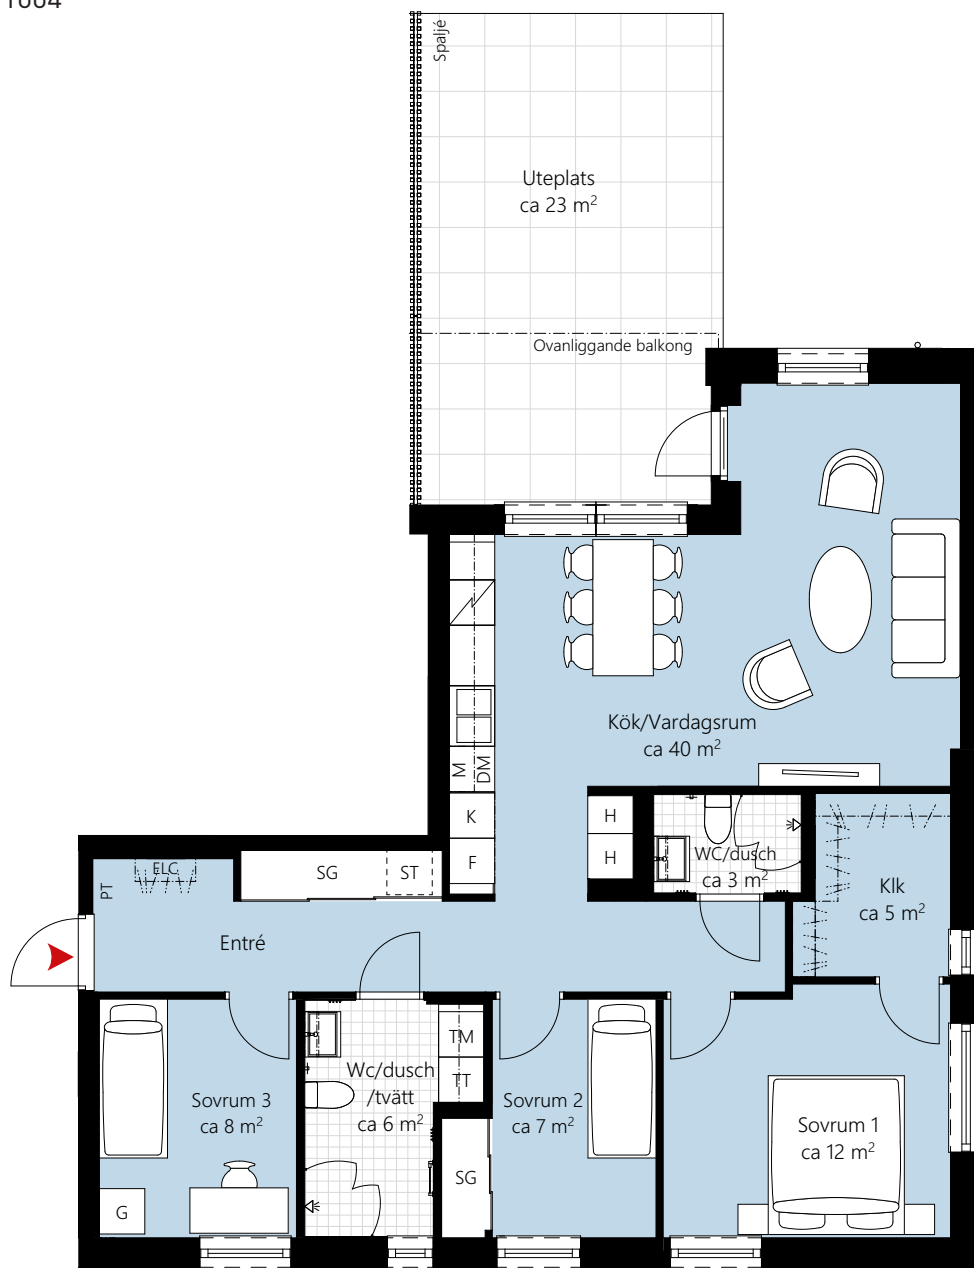 1004
Spaljé
Uteplats
ca 23 m²
Ovanliggande balkong
Kök/Vardagsrum
ca 40 m²
M
DM
K
F
H
H
WC/dusch
ca 3 m²
Klk
ca 5 m²
ELC
PT
SG
ST
Entré
TM
TT
Wc/dusch
/tvätt
ca 6 m²
Sovrum 3
ca 8 m²
Sovrum 2
ca 7 m²
Sovrum 1
ca 12 m²
SG
G